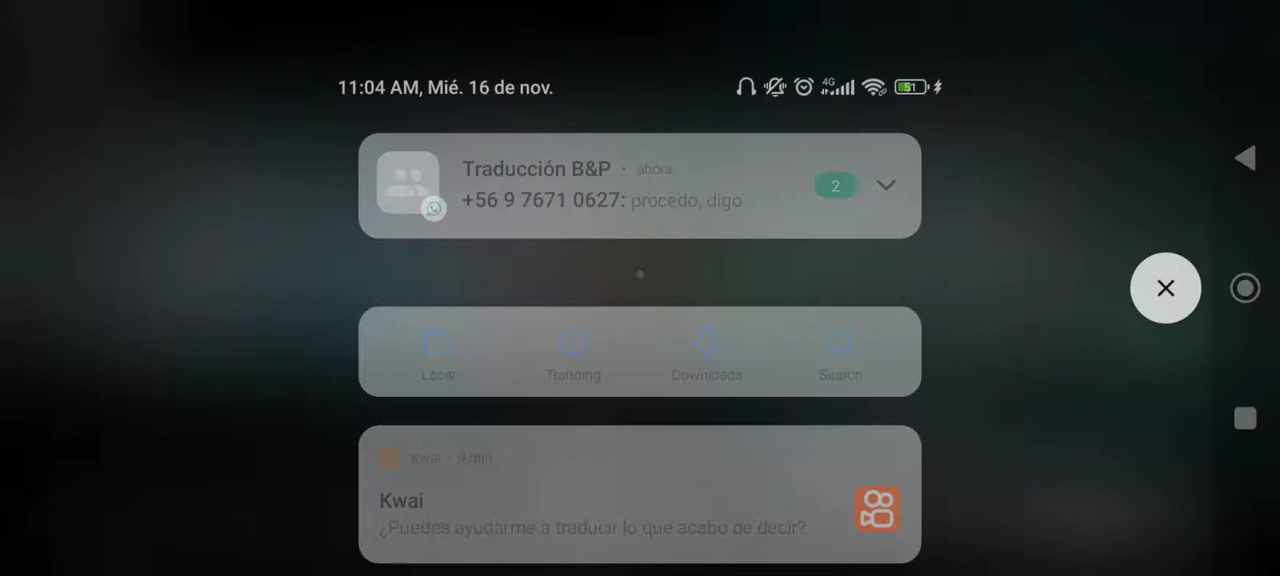 11:04 AM, Mié. 16 de nov.
4G
51
Traducción B&P · ahora
+56 9 7671 0627: procedo, digo
2
Local
Trending
Downloads
Search
Kwai · 4 min
Kwai
¿Puedes ayudarme a traducir lo que acabo de decir?